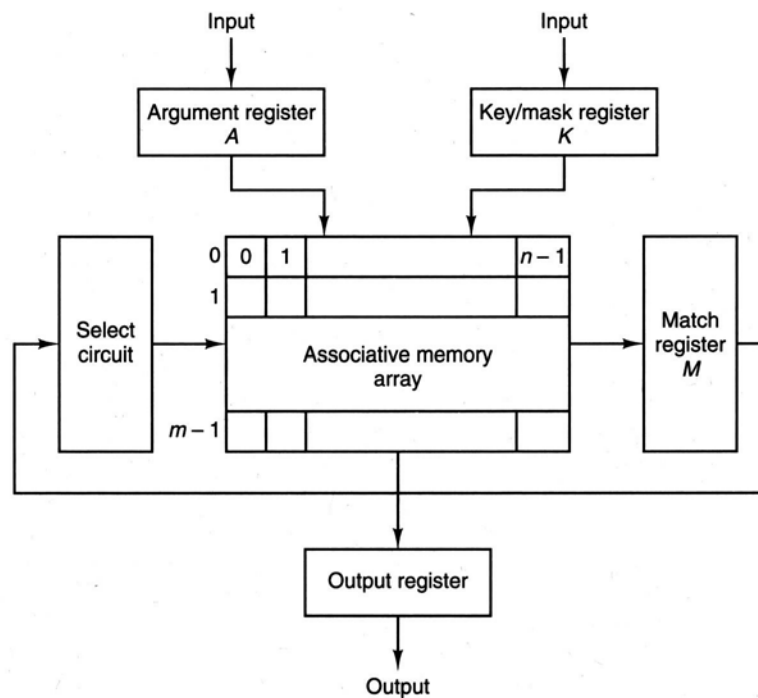 Input
Input
Argument register
A
Key/mask register
K
0
0
1
n – 1
1
Select
circuit
Associative memory
array
Match
register
M
m – 1
Output register
Output